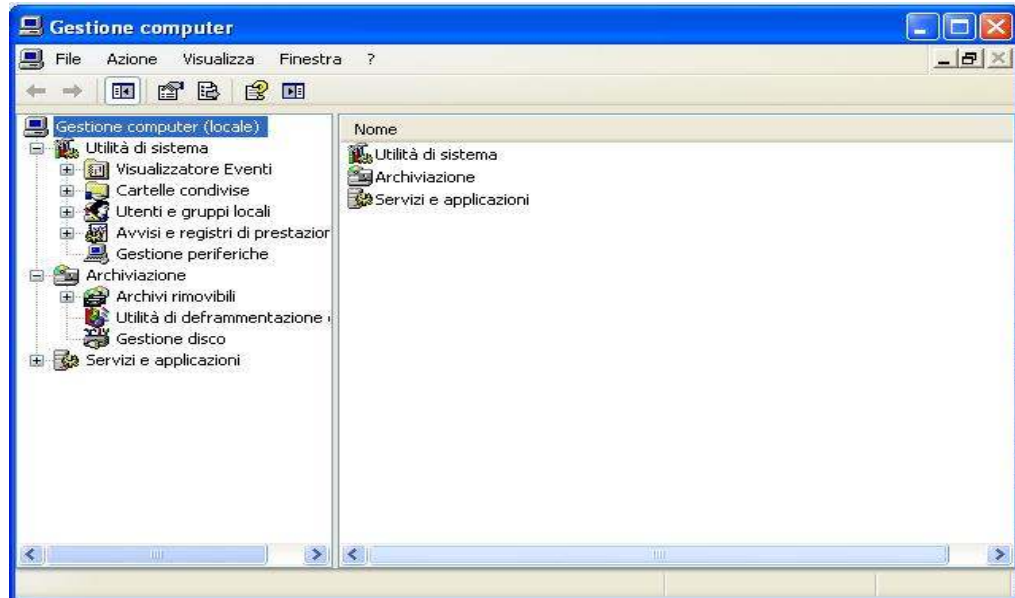 Gestione computer
File Azione Visualizza Finestra ?
Gestione computer (locale)
Utilità di sistema
Visualizzatore Eventi
Cartelle condivise
Utenti e gruppi locali
Avvisi e registri di prestazior
Gestione periferiche
Archiviazione
Archivi rimovibili
Utilità di deframmentazione
Gestione disco
Servizi e applicazioni
Nome
Utilità di sistema
Archiviazione
Servizi e applicazioni